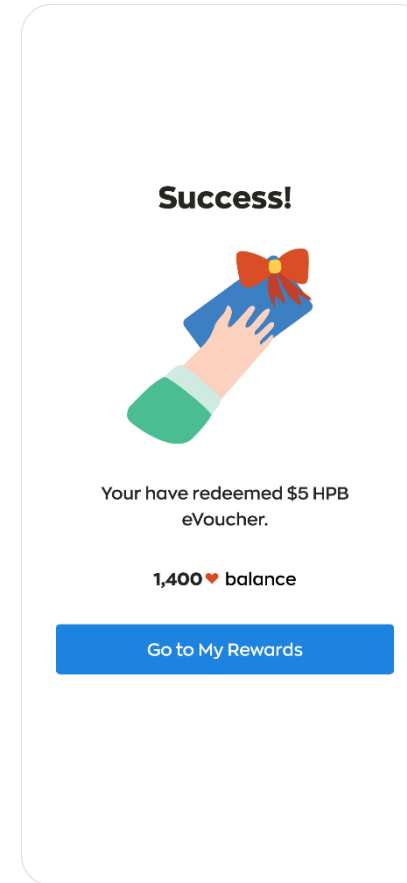 Success!
Your have redeemed $5 HPB
eVoucher.
1,400 ♥ balance
Go to My Rewards